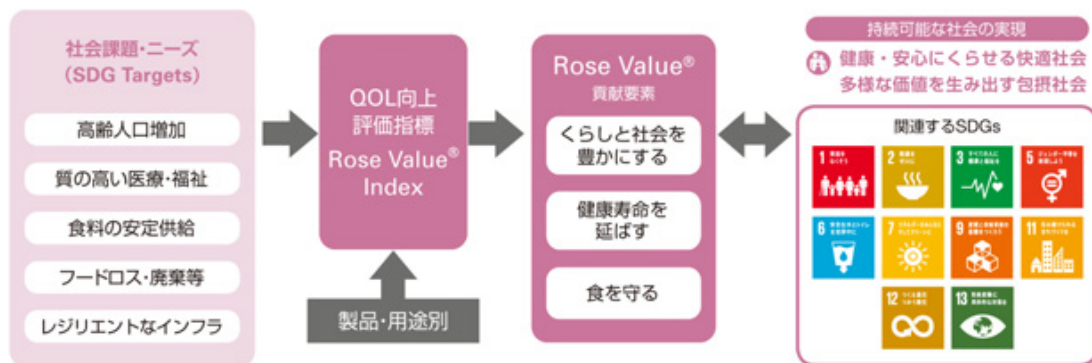 社会課題・ニーズ
(SDG Targets)
高齢人口増加
質の高い医療・福祉
食料の安定供給
フードロス・廃棄等
レジリエントなインフラ
QOL向上
評価指標
Rose Value®
Index
製品・用途別
Rose Value®
貢献要素
くらしと社会を
豊かにする
健康寿命を
延ばす
食を守る
持続可能な社会の実現
健康・安心にくらせる快適社会
多様な価値を生み出す包摂社会
関連するSDGs
1
2
3
5
6
7
9
11
12
13